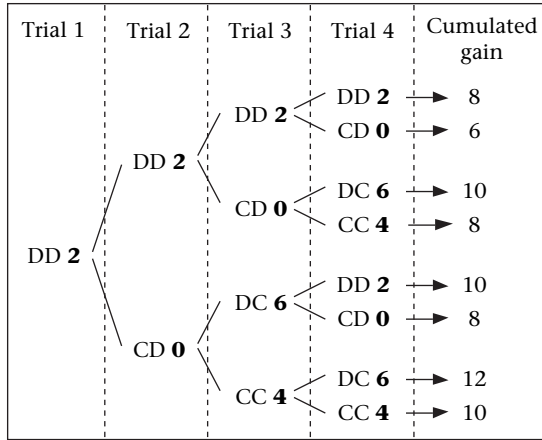 Trial 1 Trial 2 Trial 3 Trial 4 Cumulated
gain
DD 2 8
DD 2
CD 0 6
DD 2
DC 6 10
CD 0
CC 4 8
DD 2
DD 2 10
DC 6
CD 0 8
CD 0
DC 6 12
CC 4
CC 4 10